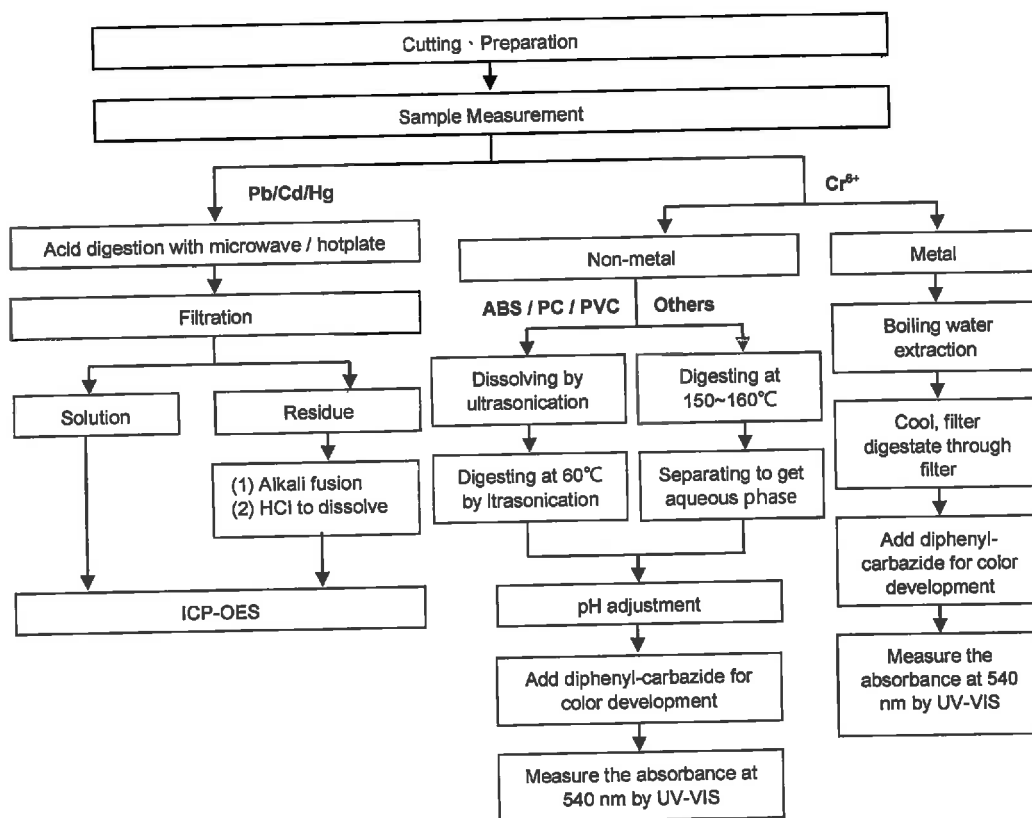 Cutting、Preparation
Sample Measurement
Pb/Cd/Hg
Cr⁶⁺
Acid digestion with microwave / hotplate
Non-metal
Metal
Filtration
ABS / PC / PVC
Others
Boiling water
extraction
Solution
Residue
Dissolving by
ultrasonication
Digesting at
150~160℃
Cool, filter
digestate through
filter
(1) Alkali fusion
(2) HCl to dissolve
Digesting at 60℃
by ltrasonication
Separating to get
aqueous phase
Add diphenyl-
carbazide for color
development
ICP-OES
pH adjustment
Measure the
absorbance at 540
nm by UV-VIS
Add diphenyl-carbazide for
color development
Measure the absorbance at
540 nm by UV-VIS